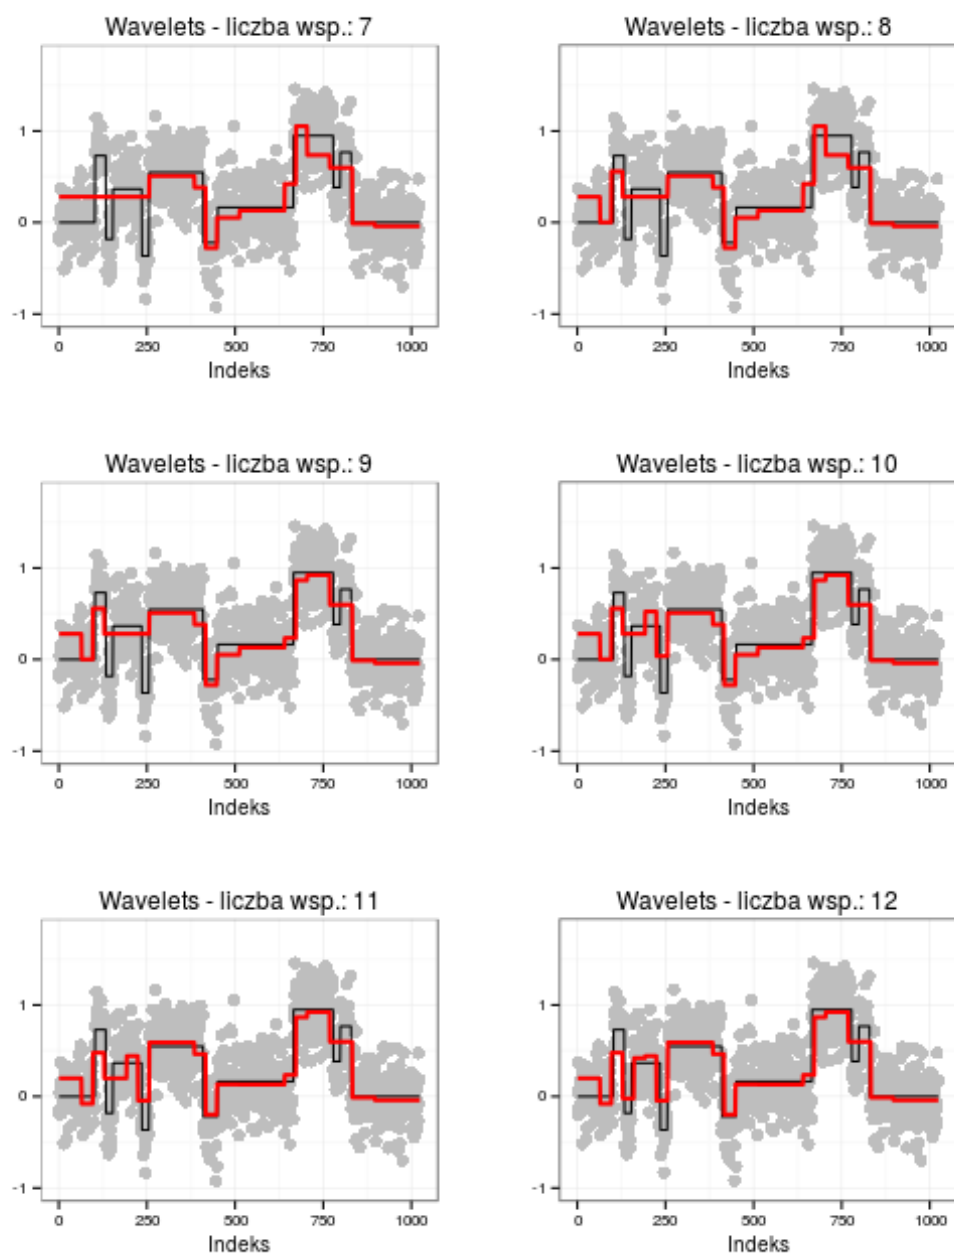 Wavelets - liczba wsp.: 7
Wavelets - liczba wsp.: 8
1
0
-1
0 250 500 750 1000
Indeks
1
0
-1
0 250 500 750 1000
Indeks
Wavelets - liczba wsp.: 9
Wavelets - liczba wsp.: 10
1
0
-1
0 250 500 750 1000
Indeks
1
0
-1
0 250 500 750 1000
Indeks
Wavelets - liczba wsp.: 11
Wavelets - liczba wsp.: 12
1
0
-1
0 250 500 750 1000
Indeks
1
0
-1
0 250 500 750 1000
Indeks